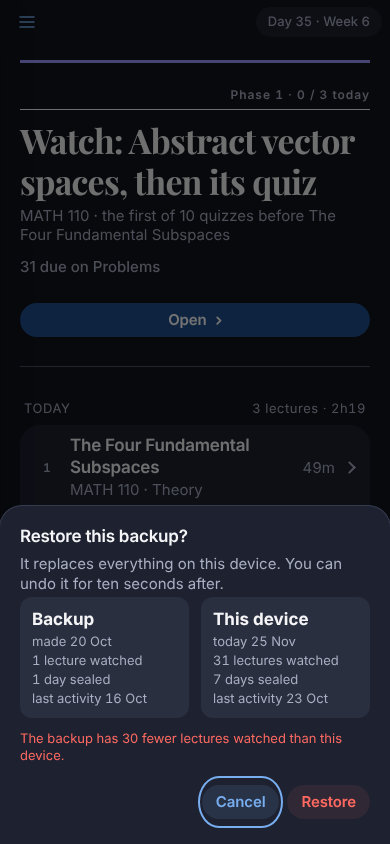 Day 35 · Week 6
Phase 1 · 0 / 3 today
Watch: Abstract vector
spaces, then its quiz
MATH 110 · the first of 10 quizzes before The
Four Fundamental Subspaces
31 due on Problems
Open
TODAY
3 lectures · 2h19
The Four Fundamental
Subspaces
1
49m
MATH 110 · Theory
Restore this backup?
It replaces everything on this device. You can
undo it for ten seconds after.
Backup
made 20 Oct
1 lecture watched
1 day sealed
last activity 16 Oct
This device
today 25 Nov
31 lectures watched
7 days sealed
last activity 23 Oct
The backup has 30 fewer lectures watched than this
device.
Cancel
Restore